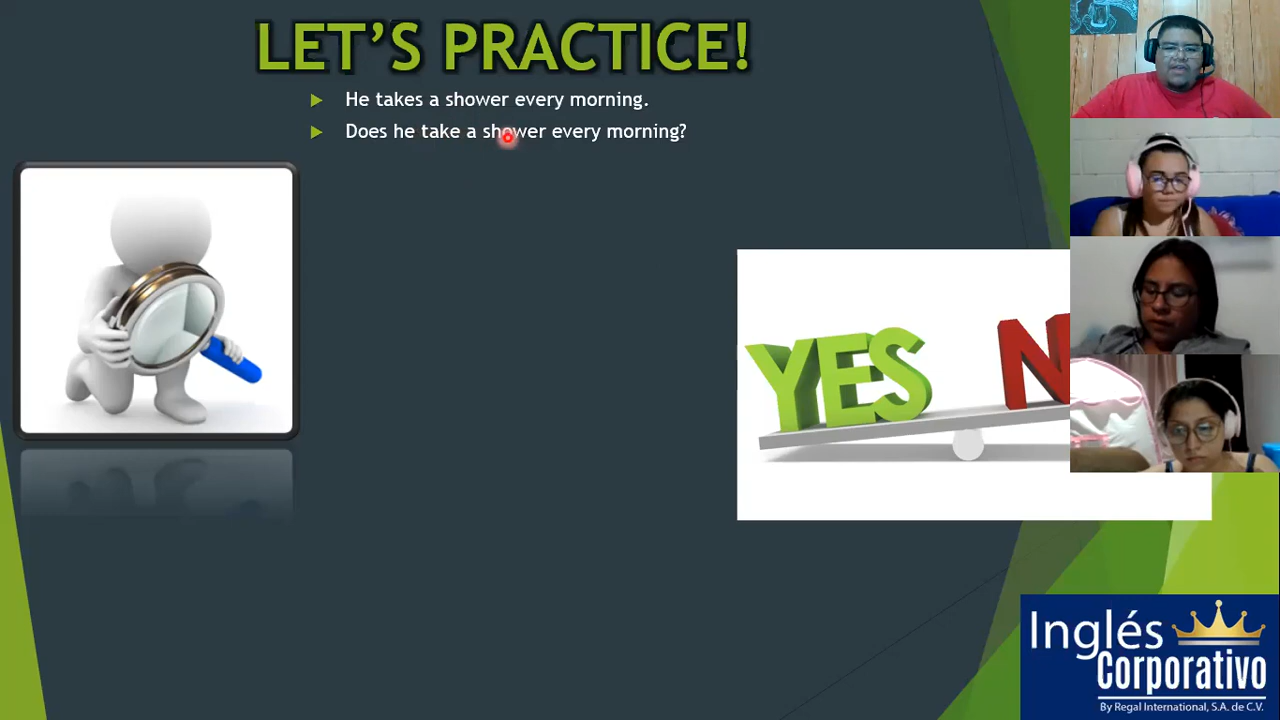 LET'S PRACTICE!
He takes a shower every morning.
Does he take a shower every morning?
YES N
Inglés
Corporativo
By Regal International, S.A. de C.V.